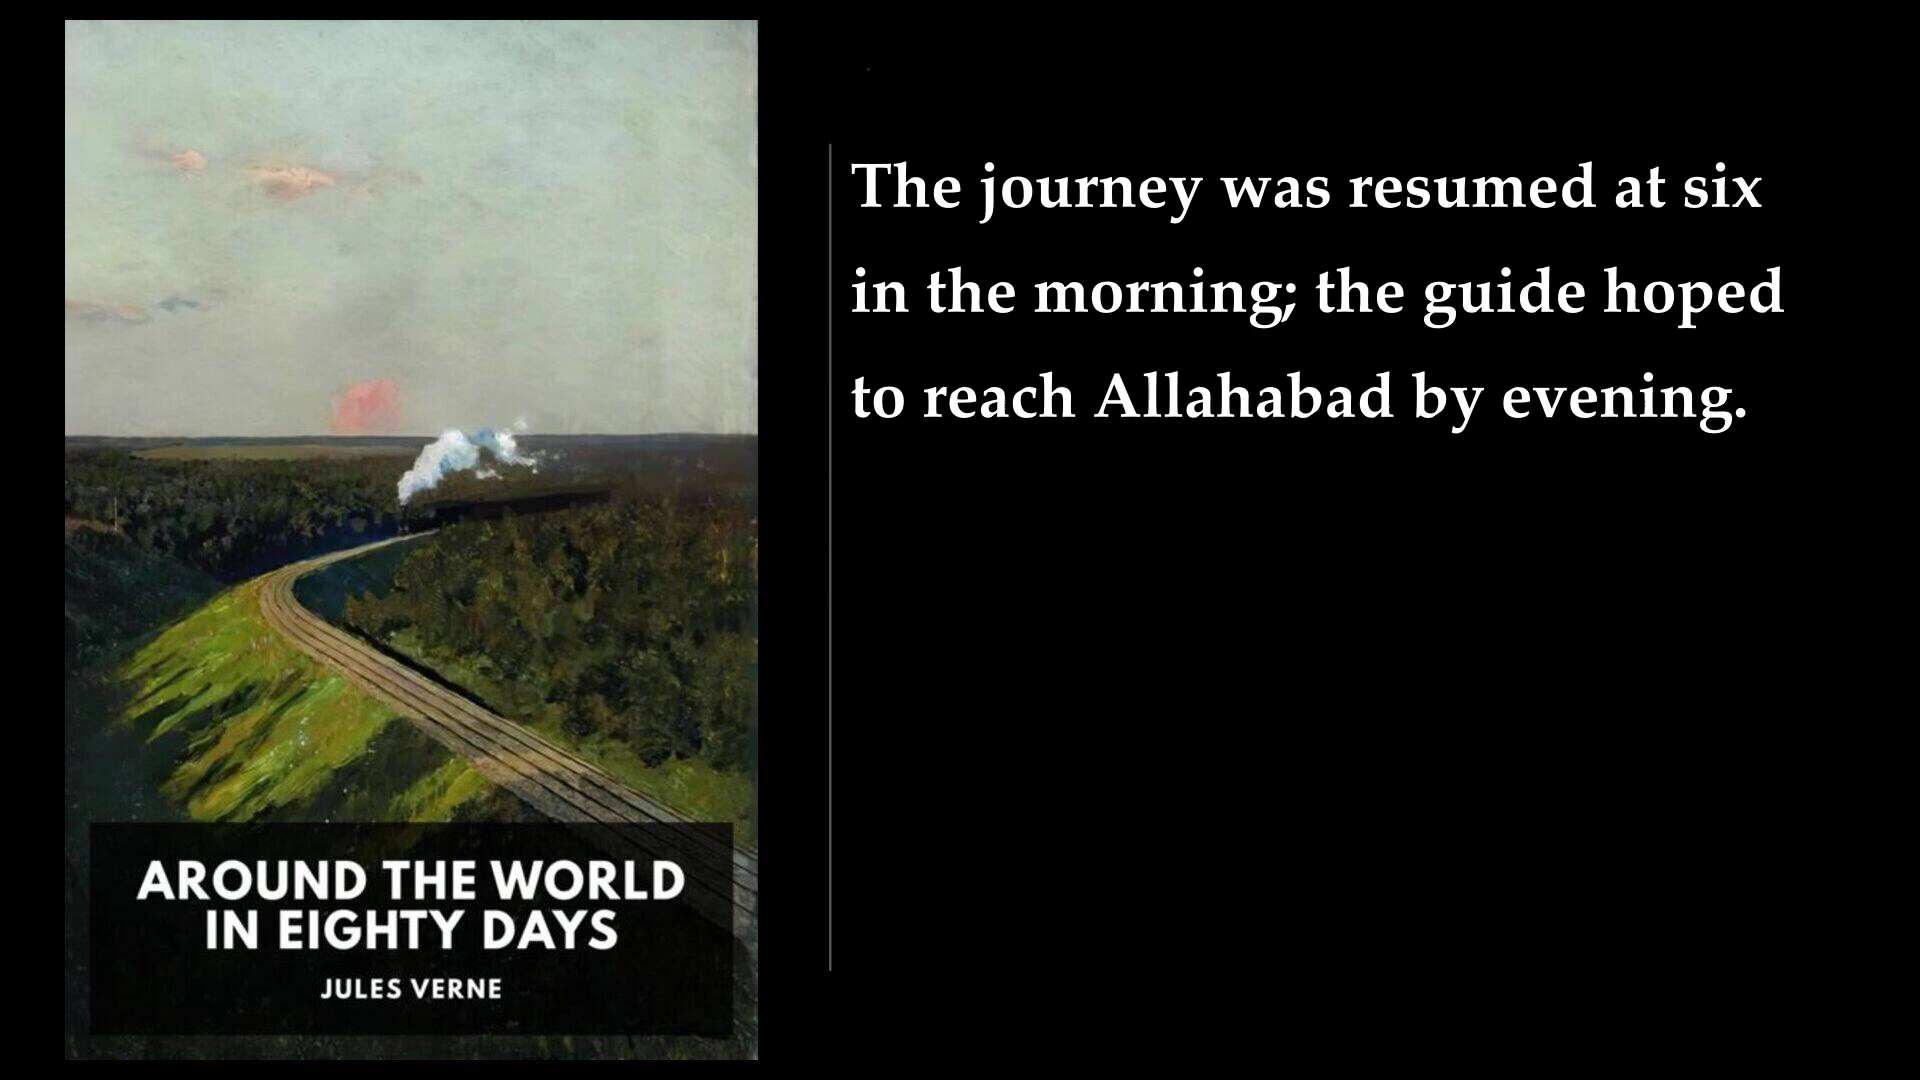 The journey was resumed at six
in the morning; the guide hoped
to reach Allahabad by evening.
AROUND THE WORLD
IN EIGHTY DAYS
JULES VERNE